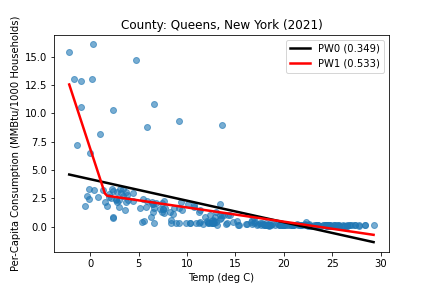 County: Queens, New York (2021)
PW0 (0.349)
PW1 (0.533)
Per-Capita Consumption (MMBtu/1000 Households)
15.0
12.5
10.0
7.5
5.0
2.5
0.0
0 5 10 15 20 25 30
Temp (deg C)